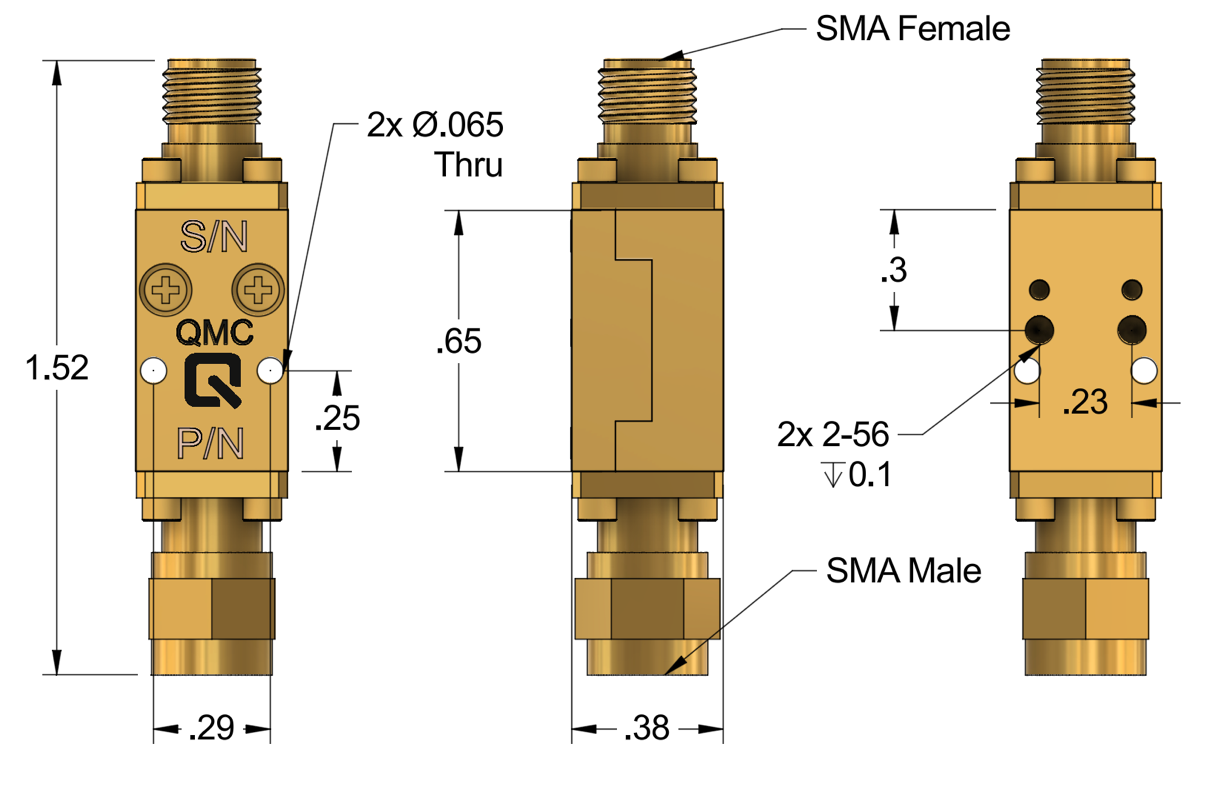 SMA Female
2x Ø.065
Thru
S/N
.3
.65
QMC
1.52
.25
.23
P/N
2x 2-56
↧0.1
SMA Male
.29
.38